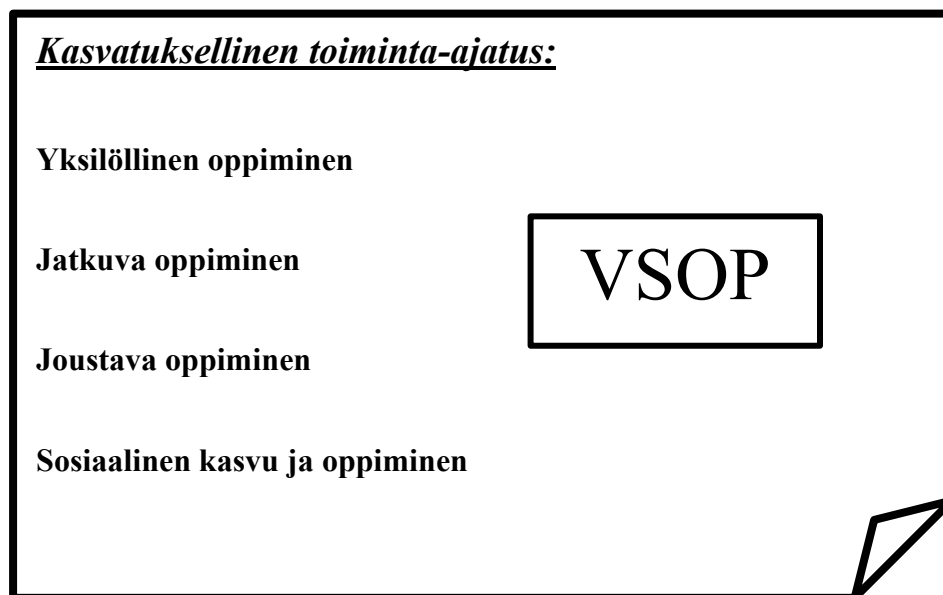 Kasvatuksellinen toiminta-ajatus:
Yksilöllinen oppiminen
Jatkuva oppiminen
VSOP
Joustava oppiminen
Sosiaalinen kasvu ja oppiminen